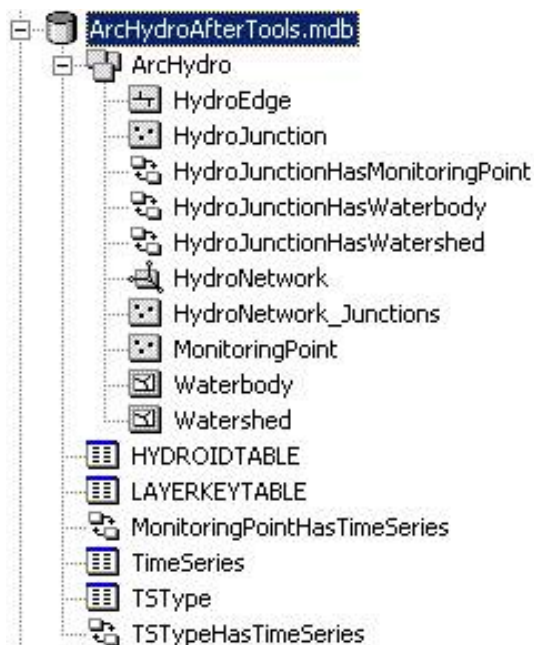 ArcHydroAfterTools.mdb
ArcHydro
HydroEdge
HydroJunction
HydroJunctionHasMonitoringPoint
HydroJunctionHasWaterbody
HydroJunctionHasWatershed
HydroNetwork
HydroNetwork_Junctions
MonitoringPoint
Waterbody
Watershed
HYDROIDTABLE
LAYERKEYTABLE
MonitoringPointHasTimeSeries
TimeSeries
TSType
TSTypeHasTimeSeries